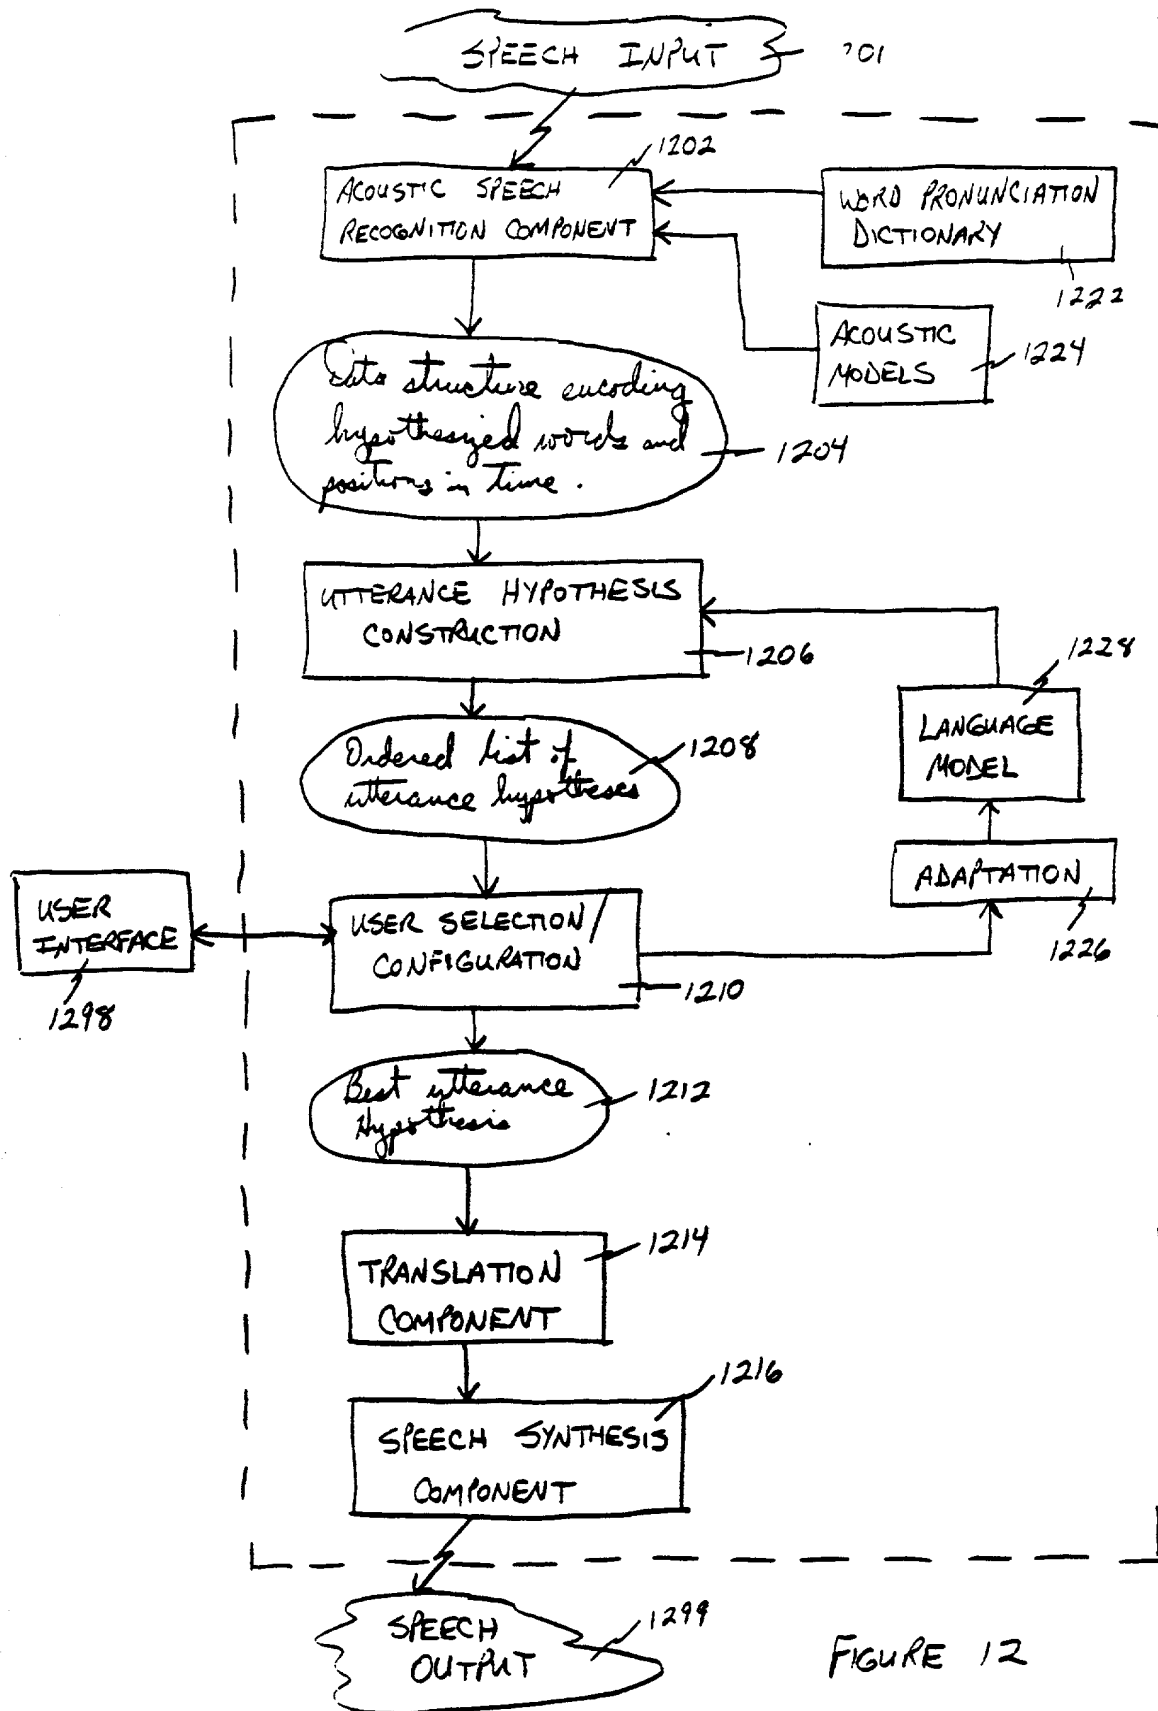 SPEECH INPUT
1202
ACOUSTIC SPEECH
RECOGNITION COMPONENT
WORD PRONUNCIATION
DICTIONARY
1222
ACOUSTIC
MODELS
1224
Data structure encoding
hypothesized words and
positions in time.
1204
UTTERANCE HYPOTHESIS
CONSTRUCTION
1206
1228
LANGUAGE
MODEL
Ordered list of
utterance hypotheses
1208
ADAPTATION
1226
USER
INTERFACE
1298
USER SELECTION/
CONFIGURATION
1210
Best utterance
Hypothesis
1212
TRANSLATION
COMPONENT
1214
SPEECH SYNTHESIS
COMPONENT
1216
SPEECH
OUTPUT
1299
FIGURE 12